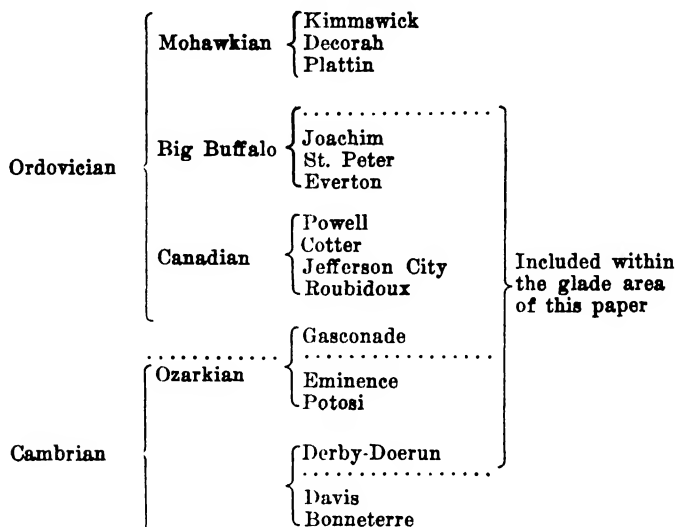 Ordovician
Mohawkian
Kimmswick
Decorah
Plattin
Big Buffalo
Joachim
St. Peter
Everton
Canadian
Powell
Cotter
Jefferson City
Roubidoux
Included within
the glade area
of this paper
Ozarkian
Gasconade
Eminence
Potosi
Cambrian
Derby-Doerun
Davis
Bonneterre